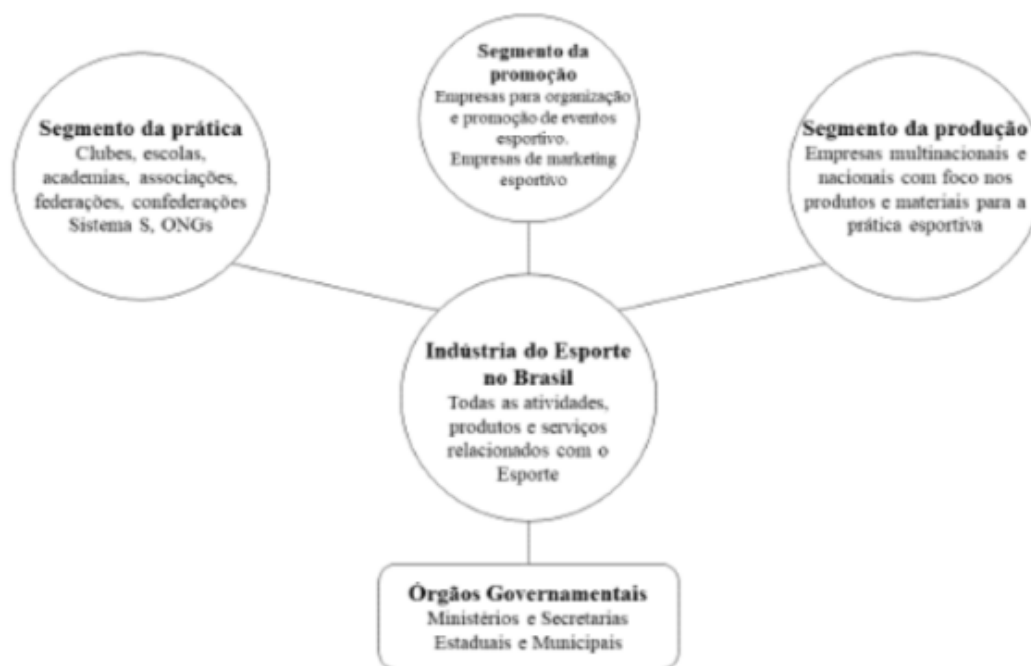 Segmento da prática
Clubes, escolas,
academias, associações,
federações, confederações
Sistema S, ONGs
Segmento da
promoção
Empresas para organização
e promoção de eventos
esportivo.
Empresas de marketing
esportivo
Segmento da produção
Empresas multinacionais e
nacionais com foco nos
produtos e materiais para a
prática esportiva
Indústria do Esporte
no Brasil
Todas as atividades,
produtos e serviços
relacionados com o
Esporte
Órgãos Governamentais
Ministérios e Secretarias
Estaduais e Municipais